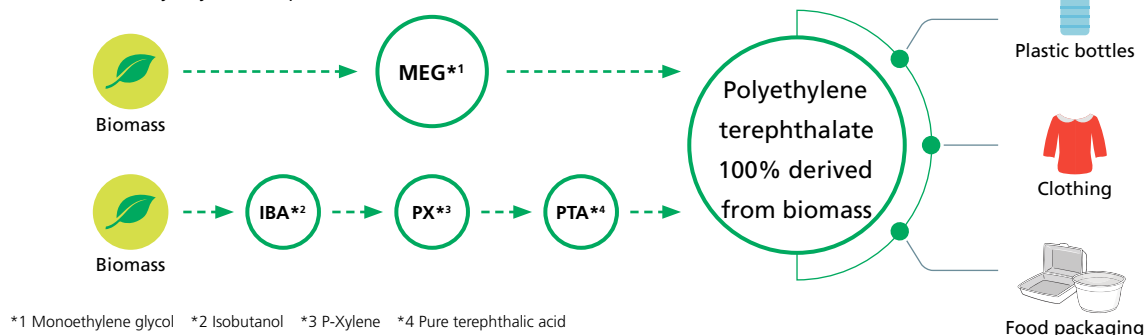 Biomass
MEG*1
Biomass
IBA*2
PX*3
PTA*4
Polyethylene
terephthalate
100% derived
from biomass
Plastic bottles
Clothing
Food packaging
*1 Monoethylene glycol *2 Isobutanol *3 P-Xylene *4 Pure terephthalic acid